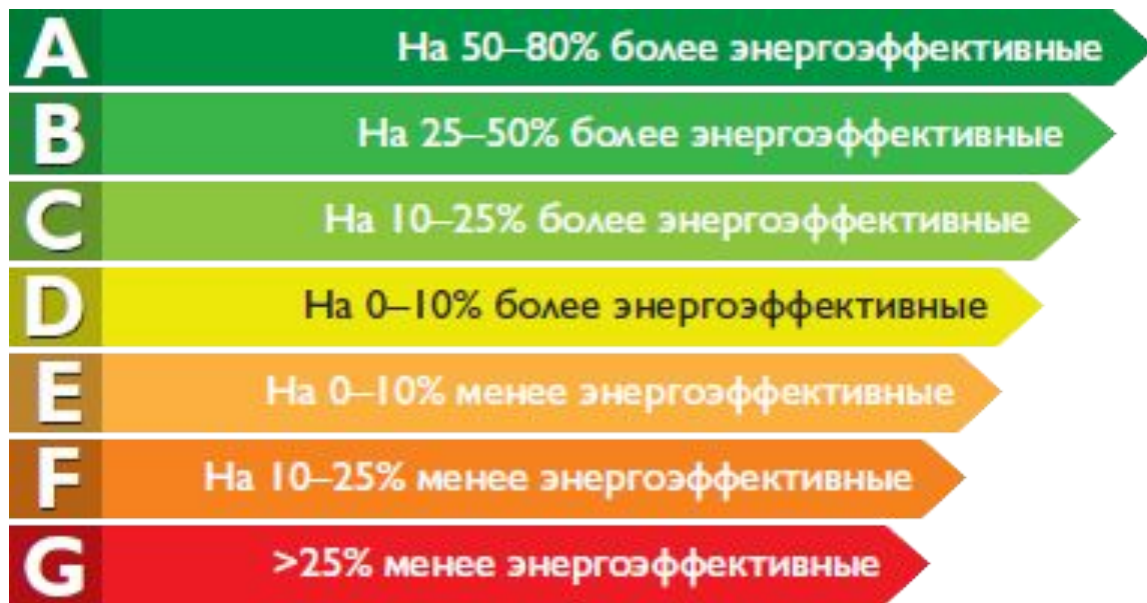 A На 50–80% более энергоэффективные
B На 25–50% более энергоэффективные
C На 10–25% более энергоэффективные
D На 0–10% более энергоэффективные
E На 0–10% менее энергоэффективные
F На 10–25% менее энергоэффективные
G >25% менее энергоэффективные